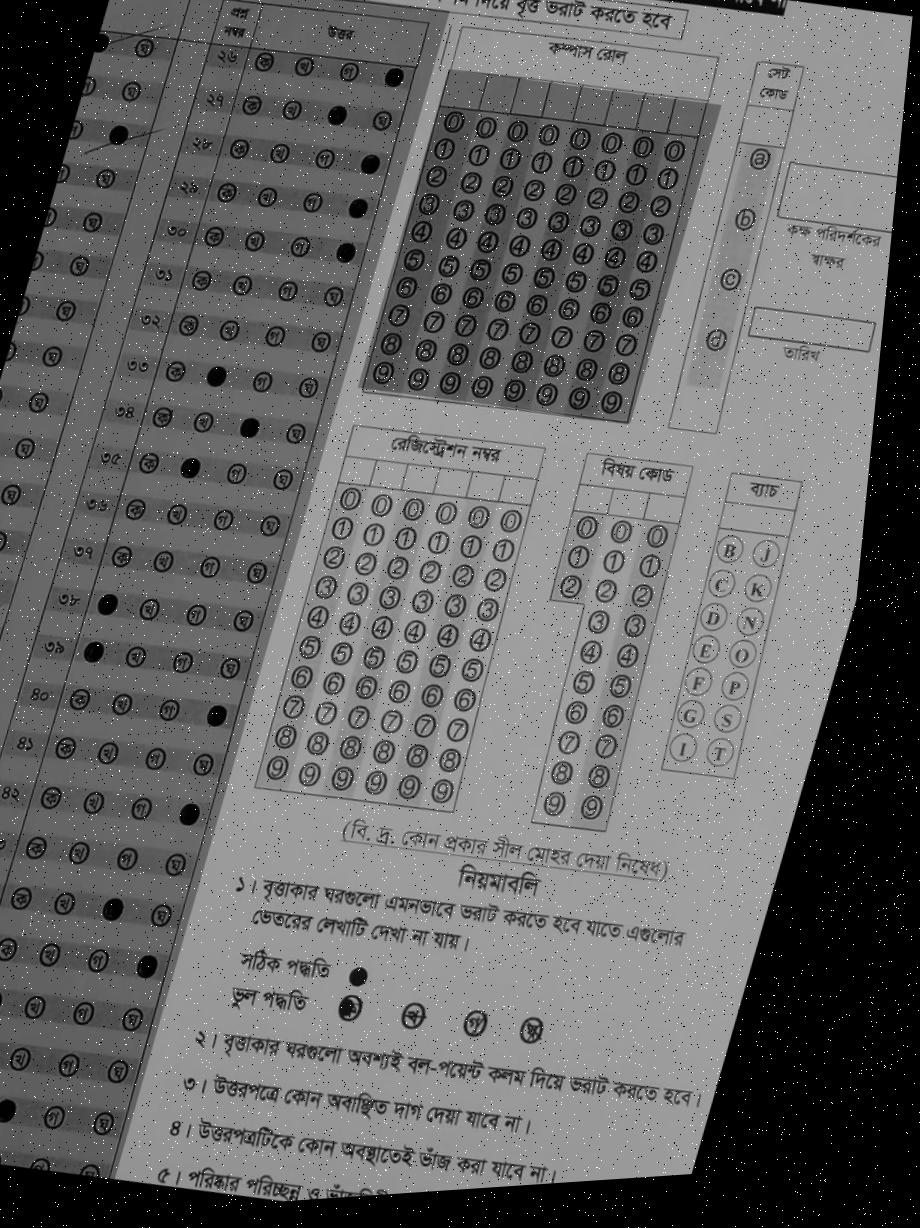 দিয়ে বৃত্ত ভরাট করতে হবে
প্রশ্ন নম্বর উত্তর
২৬ ক খ গ
২৭ ক খ ঘ
২৮ ক খ গ
২৯ ক খ গ
৩০ ক খ গ
৩১ ক খ গ ঘ
৩২ ক খ গ ঘ
৩৩ ক গ ঘ
৩৪ ক খ ঘ
৩৫ ক গ ঘ
৩৬ ক খ গ ঘ
৩৭ ক খ গ ঘ
৩৮ খ গ ঘ
৩৯ খ গ ঘ
৪০ ক খ গ
৪১ ক খ গ ঘ
৪২ ক খ গ
ক খ গ ঘ
ক খ ঘ
ক খ গ
খ গ ঘ
খ গ ঘ
গ ঘ
কম্পাস রোল
0 0 0 0 0 0 0 0
1 1 1 1 1 1 1 1
2 2 2 2 2 2 2 2
3 3 3 3 3 3 3 3
4 4 4 4 4 4 4 4
5 5 5 5 5 5 5 5
6 6 6 6 6 6 6 6
7 7 7 7 7 7 7 7
8 8 8 8 8 8 8 8
9 9 9 9 9 9 9 9
সেট
কোড
a
b
c
d
কক্ষ পরিদর্শকের
স্বাক্ষর
তারিখ
রেজিস্ট্রেশন নম্বর
0 0 0 0 0 0
1 1 1 1 1 1
2 2 2 2 2 2
3 3 3 3 3 3
4 4 4 4 4 4
5 5 5 5 5 5
6 6 6 6 6 6
7 7 7 7 7 7
8 8 8 8 8 8
9 9 9 9 9 9
বিষয় কোড
0 0 0
1 1 1
2 2 2
3 3
4 4
5 5
6 6
7 7
8 8
9 9
ব্যাচ
B J
C K
D N
E O
F P
G S
I T
(বি. দ্র. কোন প্রকার সীল মোহর দেয়া নিষেধ)
নিয়মাবলি
১। বৃত্তাকার ঘরগুলো এমনভাবে ভরাট করতে হবে যাতে এগুলোর
ভেতরের লেখাটি দেখা না যায়।
সঠিক পদ্ধতি
ভুল পদ্ধতি ক খ গ ঘ
২। বৃত্তাকার ঘরগুলো অবশ্যই বল-পয়েন্ট কলম দিয়ে ভরাট করতে হবে।
৩। উত্তরপত্রে কোন অবাঞ্ছিত দাগ দেয়া যাবে না।
৪। উত্তরপত্রটিকে কোন অবস্থাতেই ভাঁজ করা যাবে না।
৫। পরিষ্কার পরিচ্ছন্ন ও